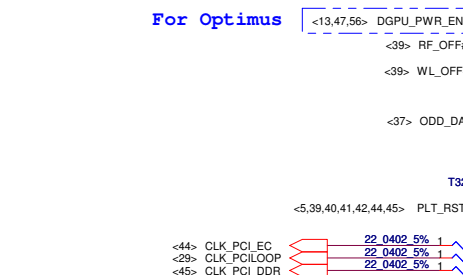 For Optimus <13,47,56> DGPU_PWR_EN
<39> RF_OFF#
<39> WL_OFF
<37> ODD_DA
T32
<5,39,40,41,42,44,45> PLT_RST
<44> CLK_PCI_EC 22_0402_5% 1
<29> CLK_PCILOOP 22_0402_5% 1
<45> CLK_PCI_DDR 22_0402_5% 1